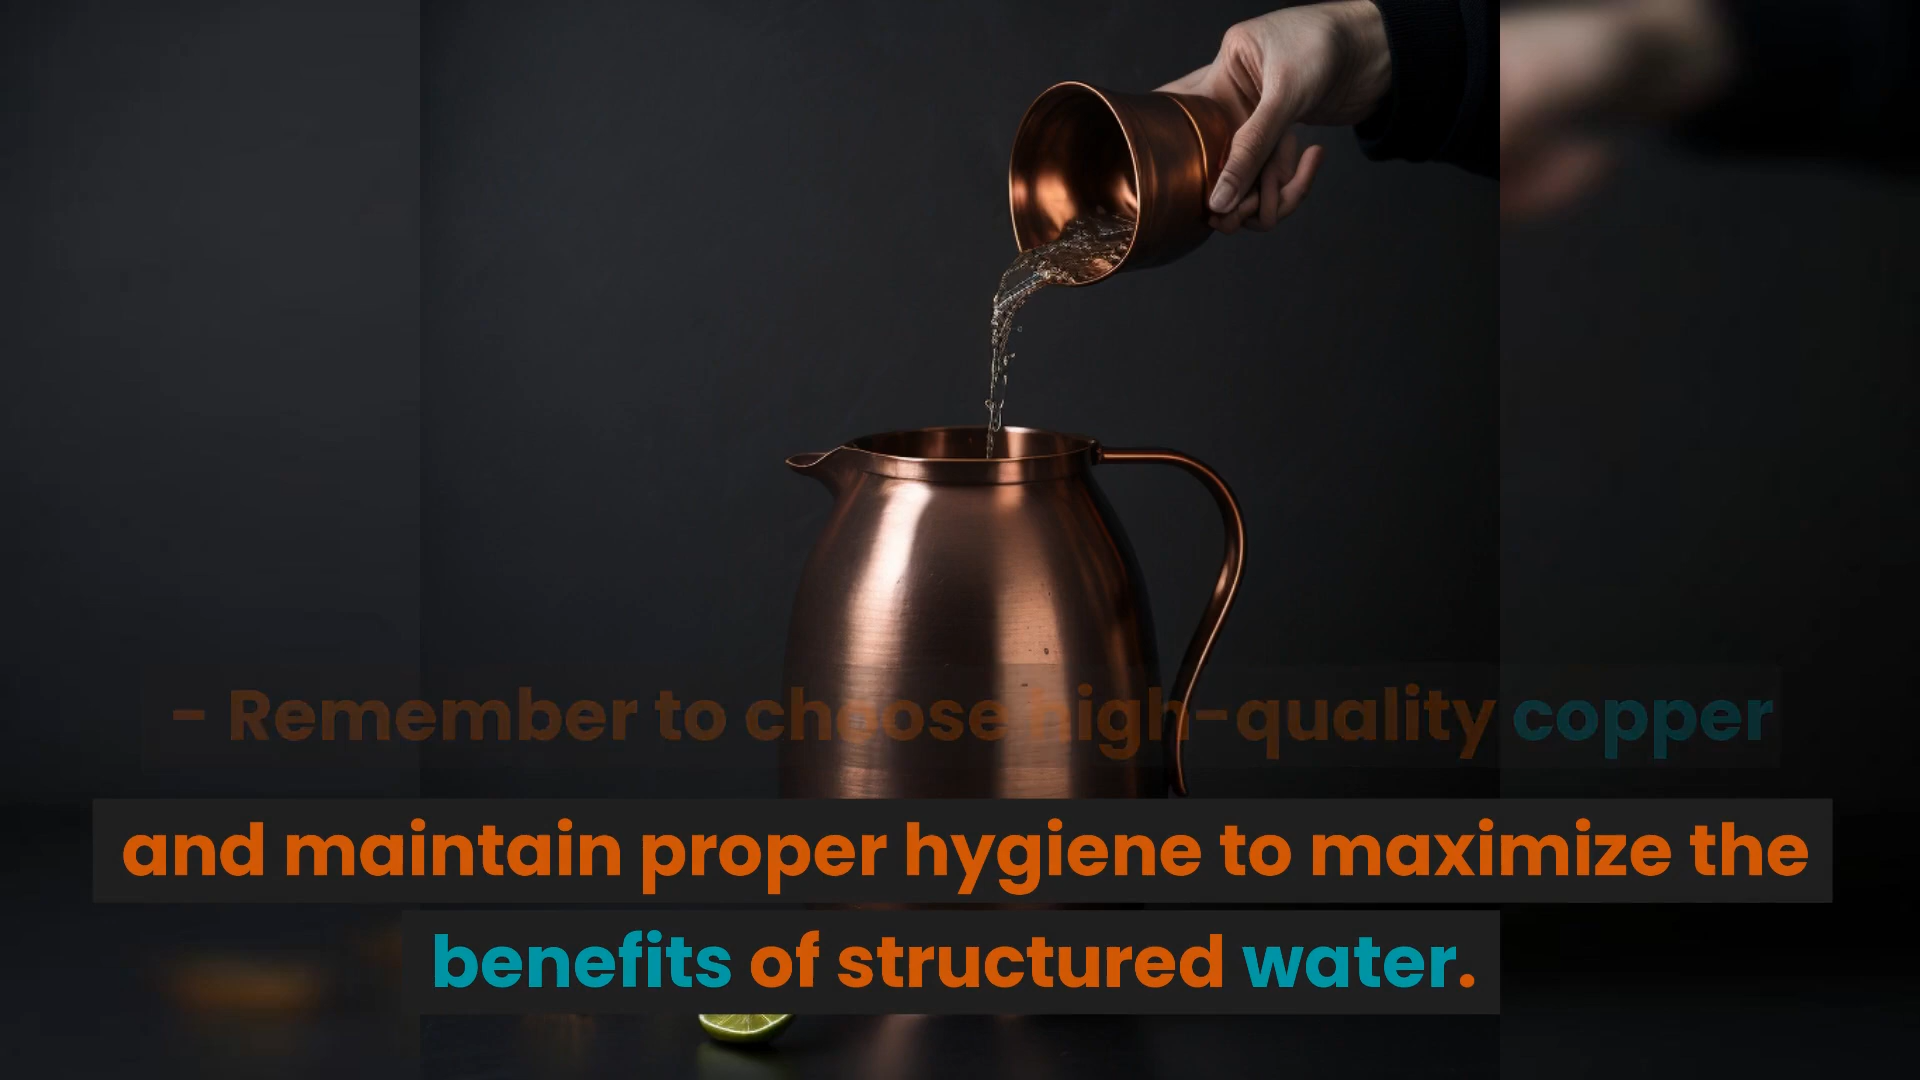 - Remember to choose high-quality copper
and maintain proper hygiene to maximize the
benefits of structured water.